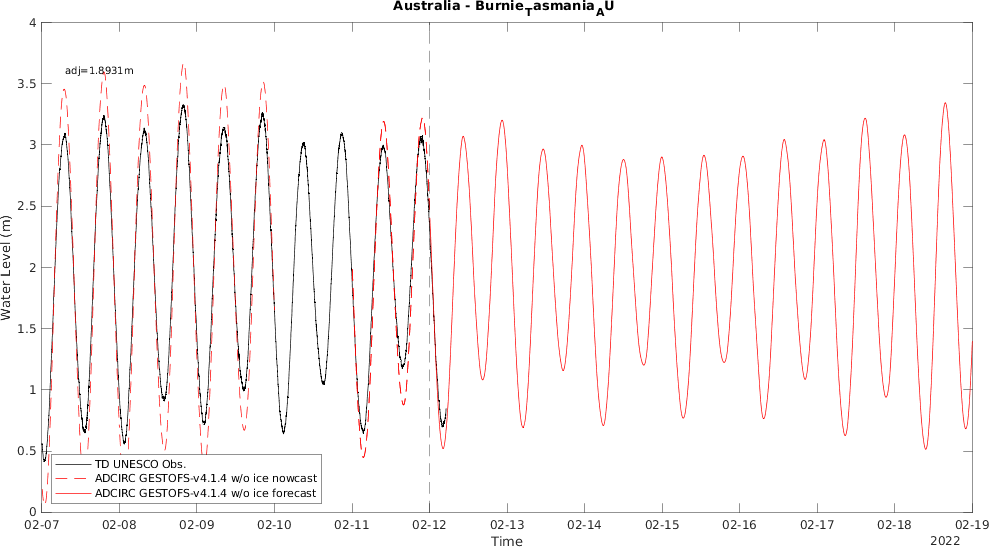 Australia - BurnieTasmaniaAU
adj=1.8931m
Water Level (m)
4
3.5
3
2.5
2
1.5
1
0.5
0
TD UNESCO Obs.
ADCIRC GESTOFS-v4.1.4 w/o ice nowcast
ADCIRC GESTOFS-v4.1.4 w/o ice forecast
02-07 02-08 02-09 02-10 02-11 02-12 02-13 02-14 02-15 02-16 02-17 02-18 02-19
Time
2022